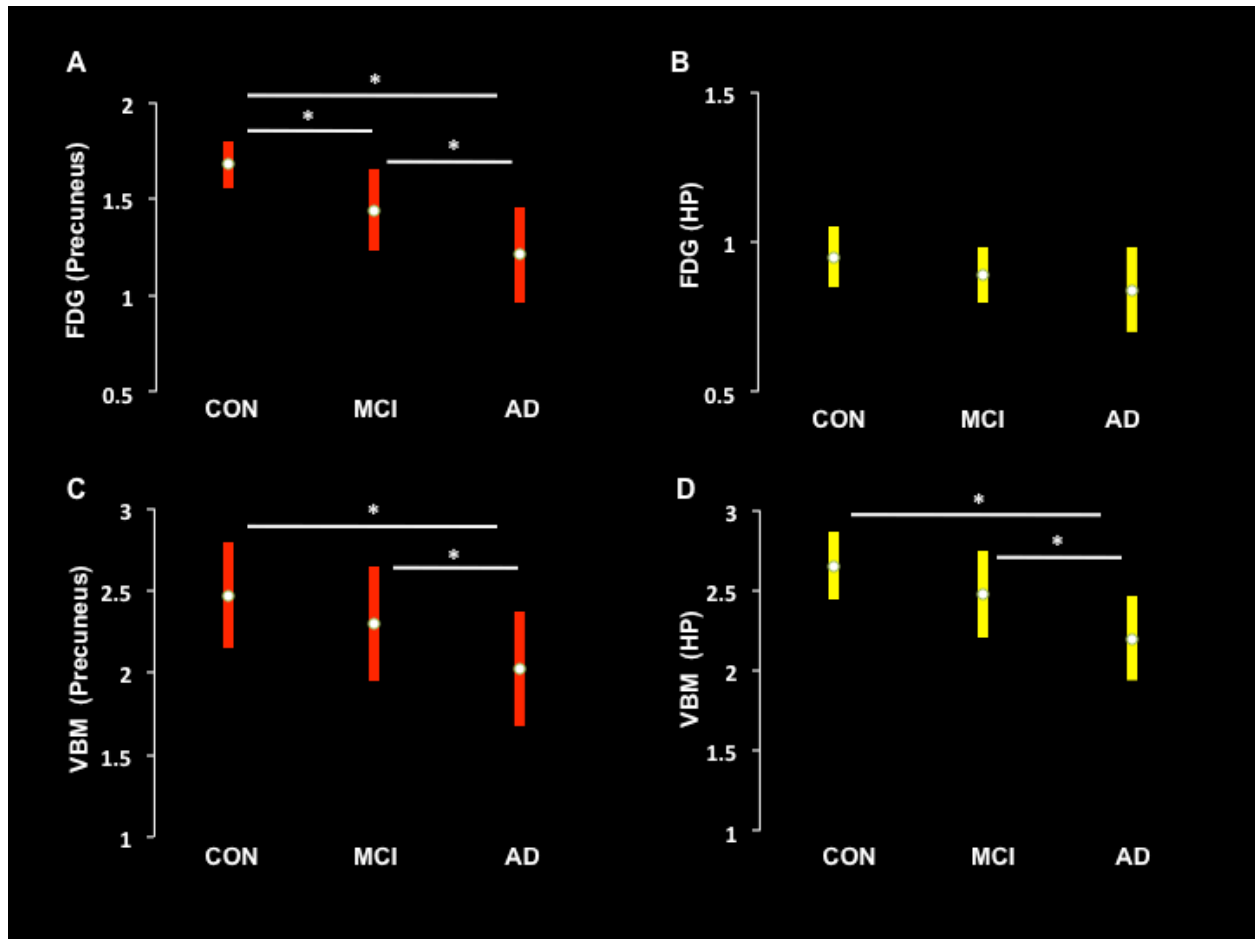 A
*
*
*
FDG (Precuneus)
2
1.5
1
0.5
CON MCI AD
B
FDG (HP)
1.5
1
0.5
CON MCI AD
C
*
*
VBM (Precuneus)
3
2.5
2
1.5
1
CON MCI AD
D
*
*
VBM (HP)
3
2.5
2
1.5
1
CON MCI AD